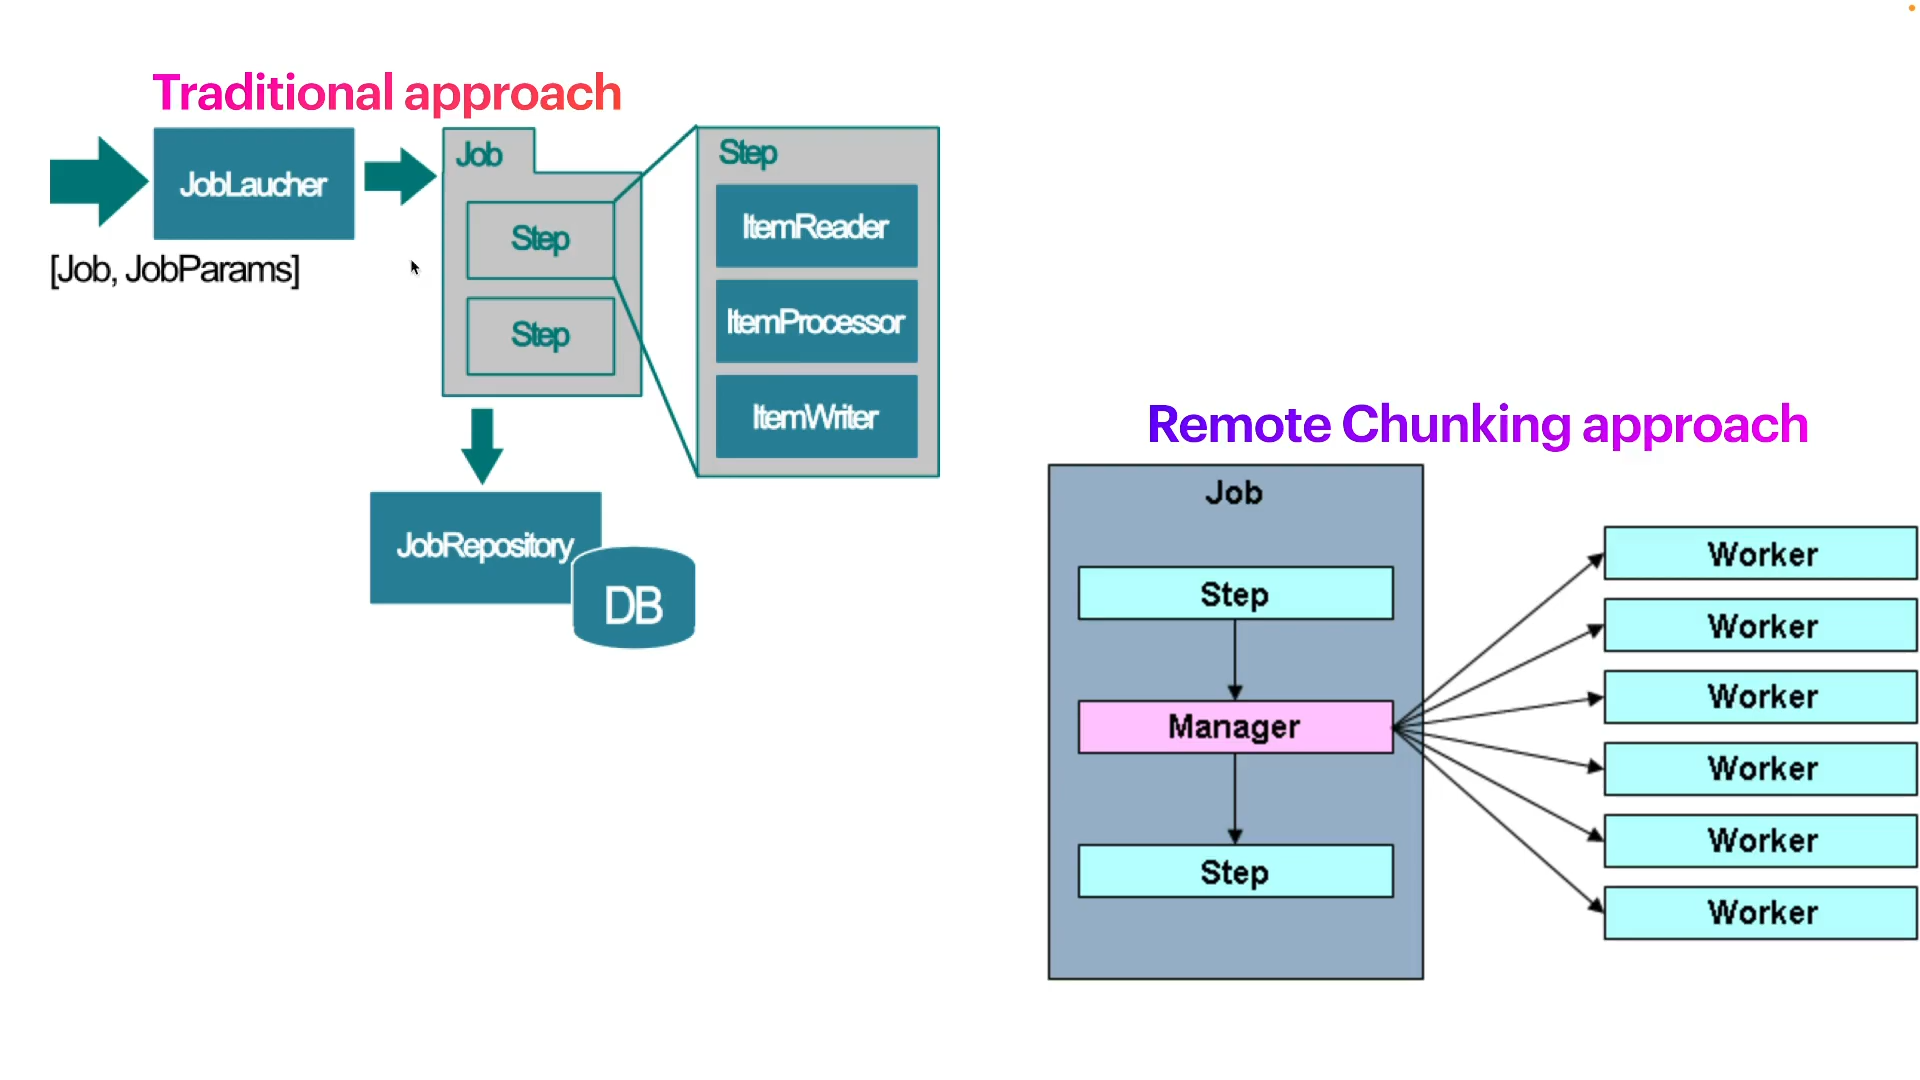 Traditional approach
JobLaucher
[Job, JobParams]
Job
Step
Step
Step
ItemReader
ItemProcessor
ItemWriter
JobRepository
DB
Remote Chunking approach
Job
Step
Manager
Step
Worker
Worker
Worker
Worker
Worker
Worker